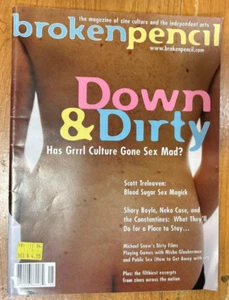 the magazine of zine culture and the independent arts
brokenpencil
www.brokenpencil.com
Down
& Dirty
Has Grrrl Culture Gone Sex Mad?
Scott Treleaven:
Blood Sugar Sex Magick
Shary Boyle, Neko Case, and
the Constantines: What They'll
Do for a Place to Stay...
Michael Snow's Dirty Films
Playing Games with Misha Glouberman
and Public Sex (How to Get Away with
Plus: the filthiest excerpts
from zines across the nation